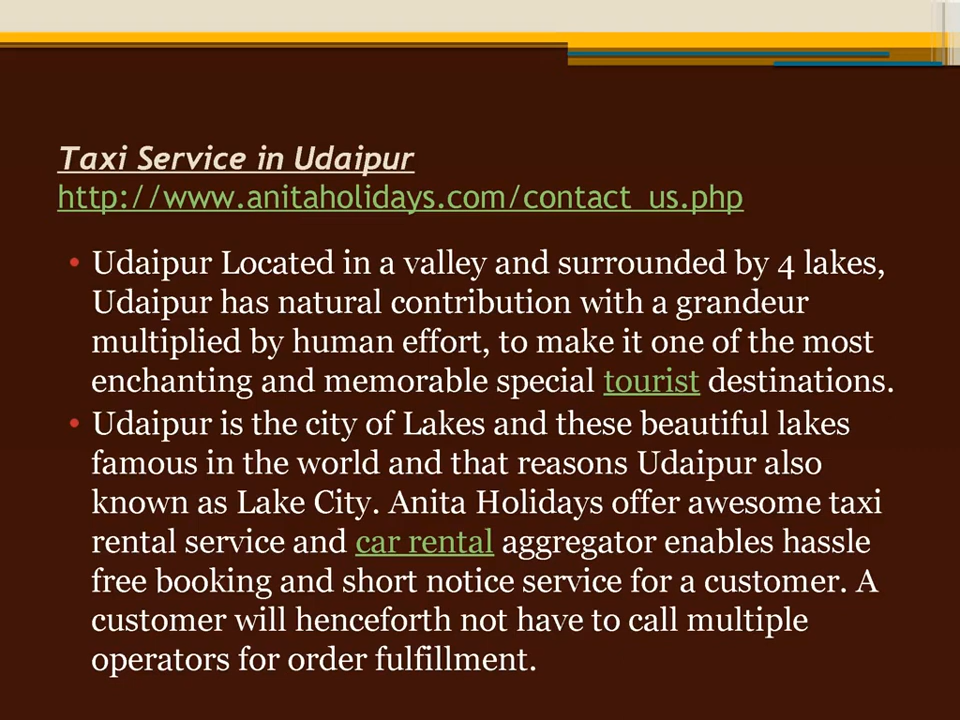 Taxi Service in Udaipur
http://www.anitaholidays.com/contact_us.php
• Udaipur Located in a valley and surrounded by 4 lakes,
Udaipur has natural contribution with a grandeur
multiplied by human effort, to make it one of the most
enchanting and memorable special tourist destinations.
• Udaipur is the city of Lakes and these beautiful lakes
famous in the world and that reasons Udaipur also
known as Lake City. Anita Holidays offer awesome taxi
rental service and car rental aggregator enables hassle
free booking and short notice service for a customer. A
customer will henceforth not have to call multiple
operators for order fulfillment.